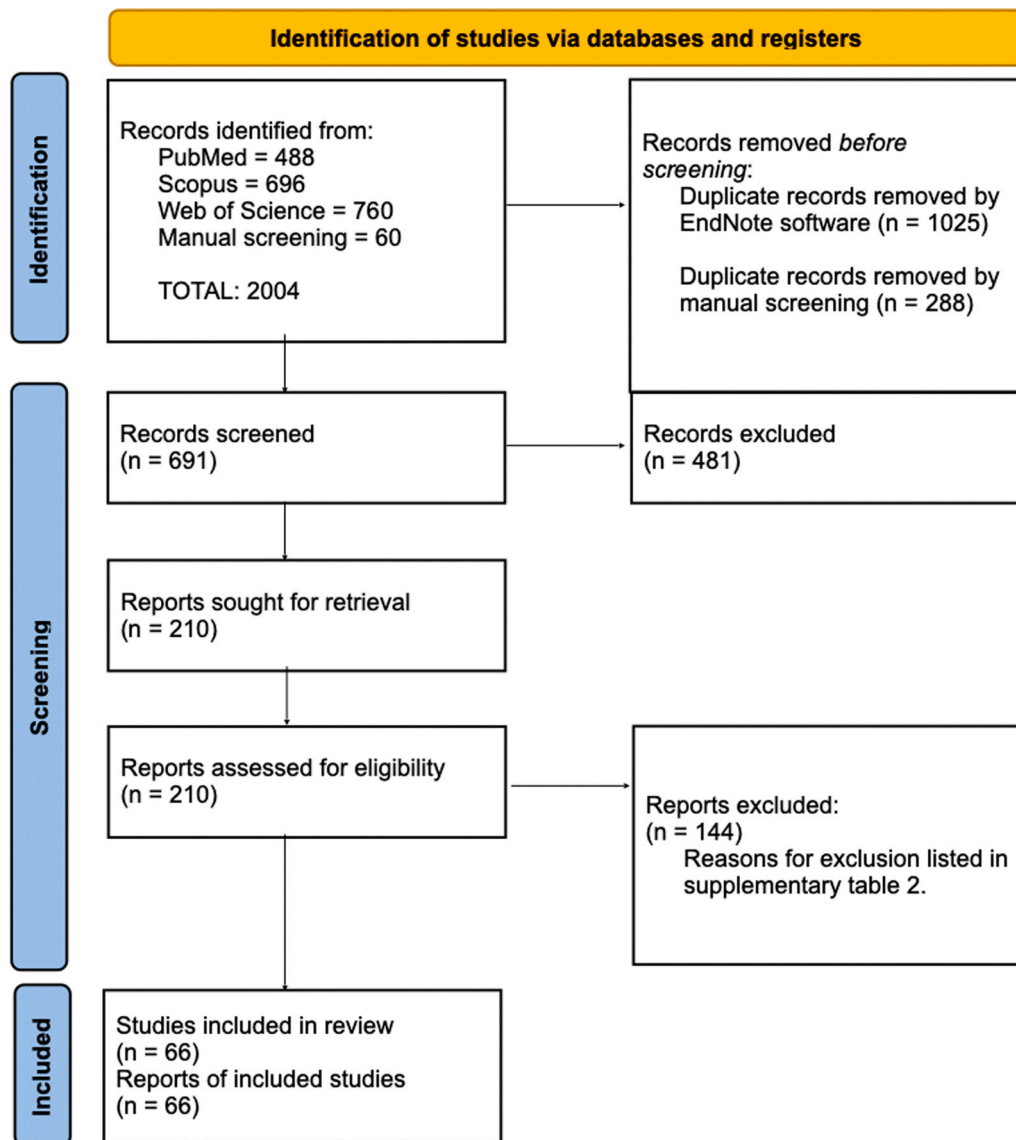 Identification of studies via databases and registers
Identification
Records identified from:
PubMed = 488
Scopus = 696
Web of Science = 760
Manual screening = 60
TOTAL: 2004
Records removed before
screening:
Duplicate records removed by
EndNote software (n = 1025)
Duplicate records removed by
manual screening (n = 288)
Screening
Records screened
(n = 691)
Records excluded
(n = 481)
Reports sought for retrieval
(n = 210)
Reports assessed for eligibility
(n = 210)
Reports excluded:
(n = 144)
Reasons for exclusion listed in
supplementary table 2.
Included
Studies included in review
(n = 66)
Reports of included studies
(n = 66)